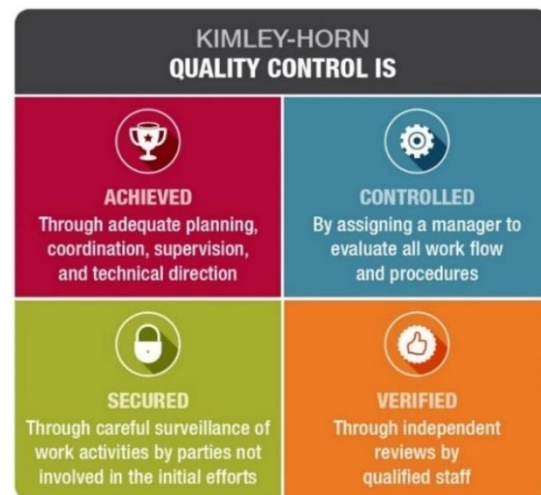 KIMLEY-HORN
QUALITY CONTROL IS
ACHIEVED
Through adequate planning,
coordination, supervision,
and technical direction
CONTROLLED
By assigning a manager to
evaluate all work flow
and procedures
SECURED
Through careful surveillance of
work activities by parties not
involved in the initial efforts
VERIFIED
Through independent
reviews by
qualified staff